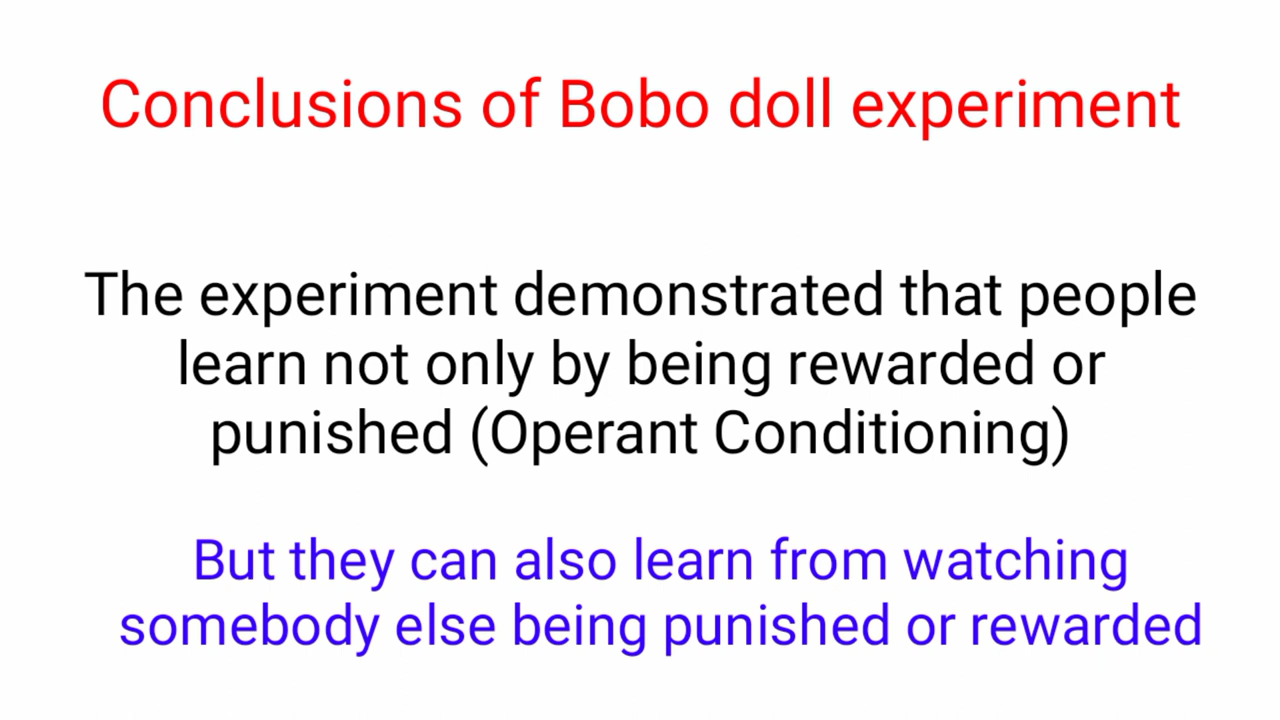 Conclusions of Bobo doll experiment
The experiment demonstrated that people
learn not only by being rewarded or
punished (Operant Conditioning)
But they can also learn from watching
somebody else being punished or rewarded